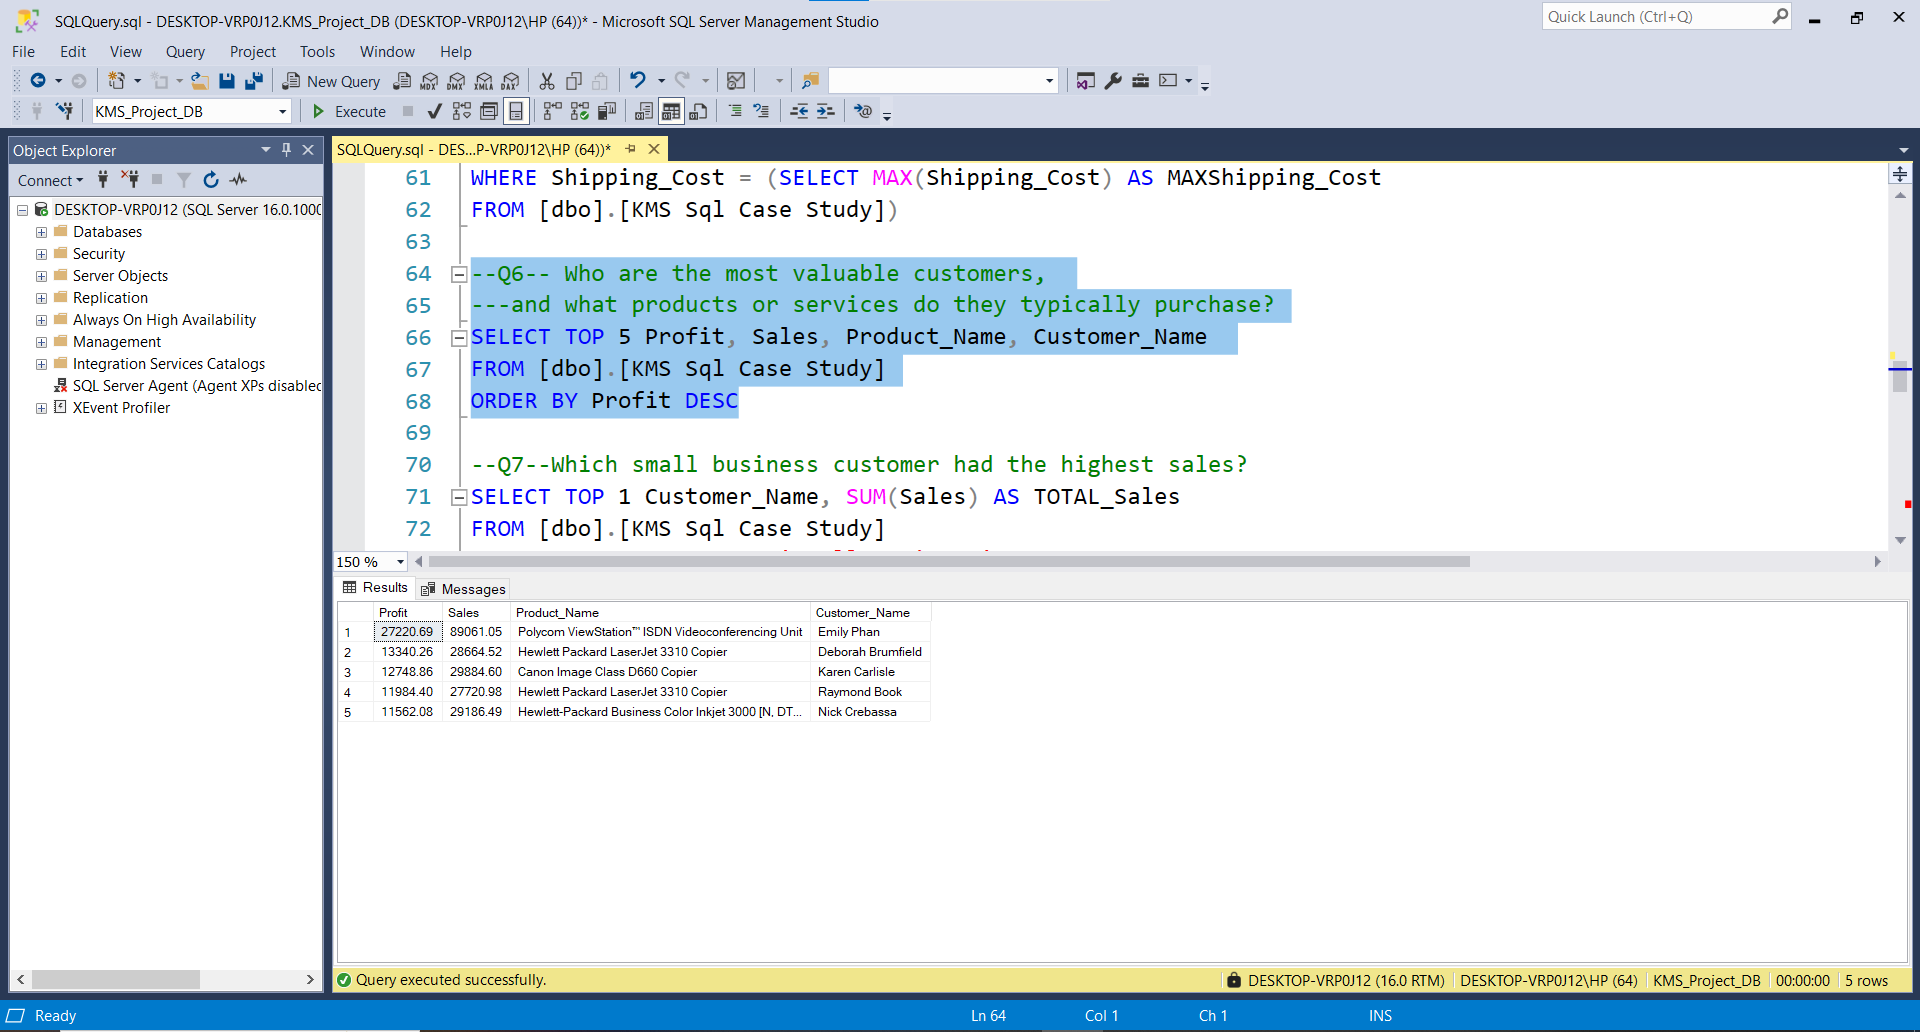 SQLQuery.sql - DESKTOP-VRP0J12.KMS_Project_DB (DESKTOP-VRP0J12\HP (64))* - Microsoft SQL Server Management Studio
Quick Launch (Ctrl+Q)
File Edit View Query Project Tools Window Help
New Query MDX DMX XMLA DAX
KMS_Project_DB Execute
Object Explorer
Connect
DESKTOP-VRP0J12 (SQL Server 16.0.1000
Databases
Security
Server Objects
Replication
Always On High Availability
Management
Integration Services Catalogs
SQL Server Agent (Agent XPs disabled
XEvent Profiler
SQLQuery.sql - DES...P-VRP0J12\HP (64))*
61 WHERE Shipping_Cost = (SELECT MAX(Shipping_Cost) AS MAXShipping_Cost
62 FROM [dbo].[KMS Sql Case Study])
63
64 --Q6-- Who are the most valuable customers,
65 ---and what products or services do they typically purchase?
66 SELECT TOP 5 Profit, Sales, Product_Name, Customer_Name
67 FROM [dbo].[KMS Sql Case Study]
68 ORDER BY Profit DESC
69
70 --Q7--Which small business customer had the highest sales?
71 SELECT TOP 1 Customer_Name, SUM(Sales) AS TOTAL_Sales
72 FROM [dbo].[KMS Sql Case Study]
150 %
Results Messages
Profit Sales Product_Name Customer_Name
1 27220.69 89061.05 Polycom ViewStation™ ISDN Videoconferencing Unit Emily Phan
2 13340.26 28664.52 Hewlett Packard LaserJet 3310 Copier Deborah Brumfield
3 12748.86 29884.60 Canon Image Class D660 Copier Karen Carlisle
4 11984.40 27720.98 Hewlett Packard LaserJet 3310 Copier Raymond Book
5 11562.08 29186.49 Hewlett-Packard Business Color Inkjet 3000 [N, DT... Nick Crebassa
Query executed successfully. DESKTOP-VRP0J12 (16.0 RTM) DESKTOP-VRP0J12\HP (64) KMS_Project_DB 00:00:00 5 rows
Ready Ln 64 Col 1 Ch 1 INS